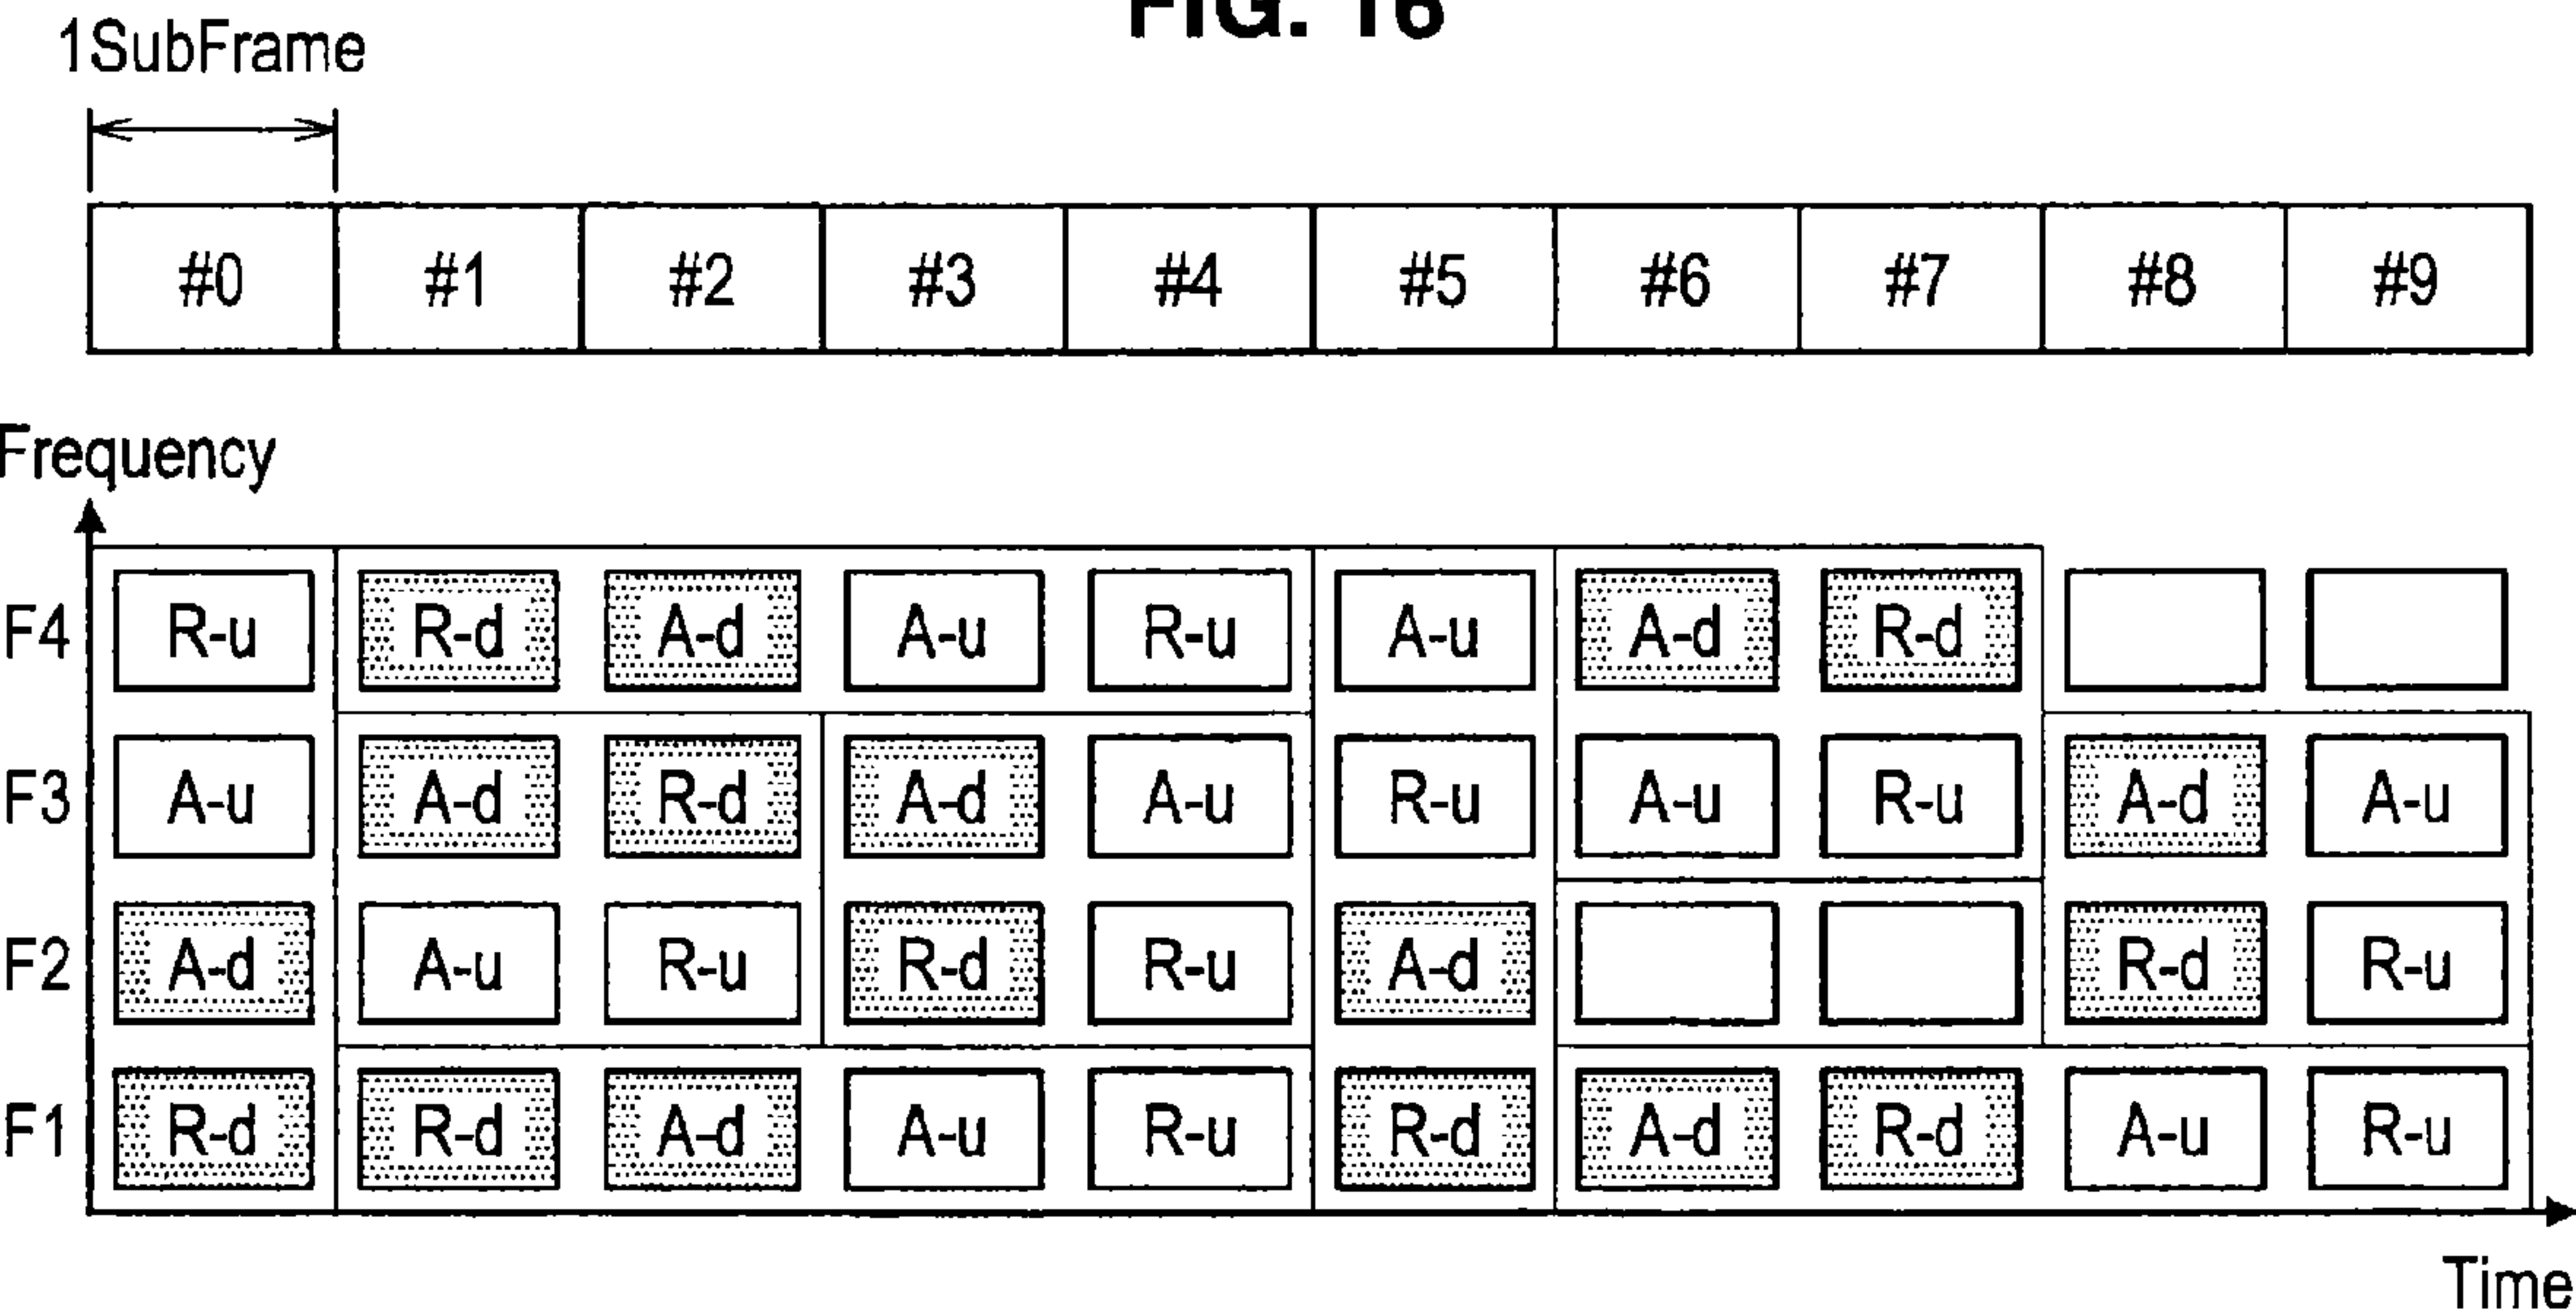 FIG. 16
1SubFrame
#0 #1 #2 #3 #4 #5 #6 #7 #8 #9
Frequency
F4 R-u R-d A-d A-u R-u A-u A-d R-d
F3 A-u A-d R-d A-d A-u R-u A-u R-u A-d A-u
F2 A-d A-u R-u R-d R-u A-d R-d R-u
F1 R-d R-d A-d A-u R-u R-d A-d R-d A-u R-u
Time